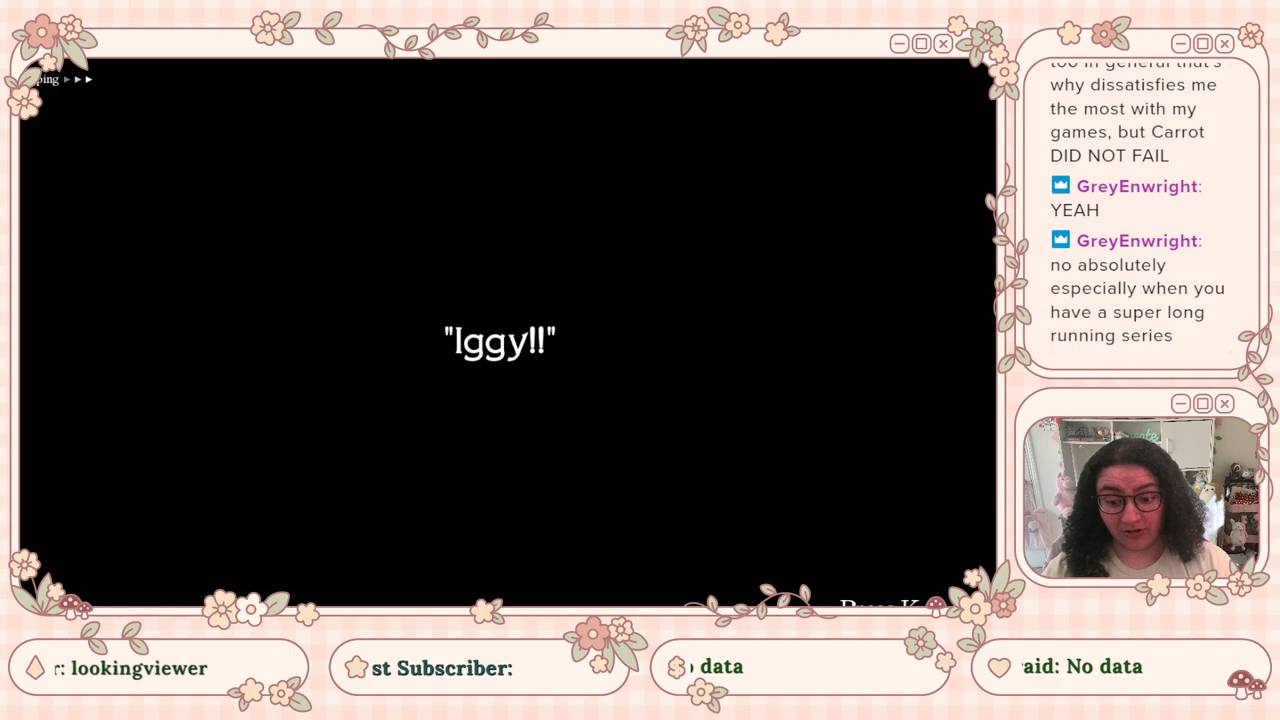 ping ▸ ▸ ▸
"Iggy!!"
too in general that's
why dissatisfies me
the most with my
games, but Carrot
DID NOT FAIL
GreyEnwright:
YEAH
GreyEnwright:
no absolutely
especially when you
have a super long
running series
r: lookingviewer
st Subscriber:
data
aid: No data